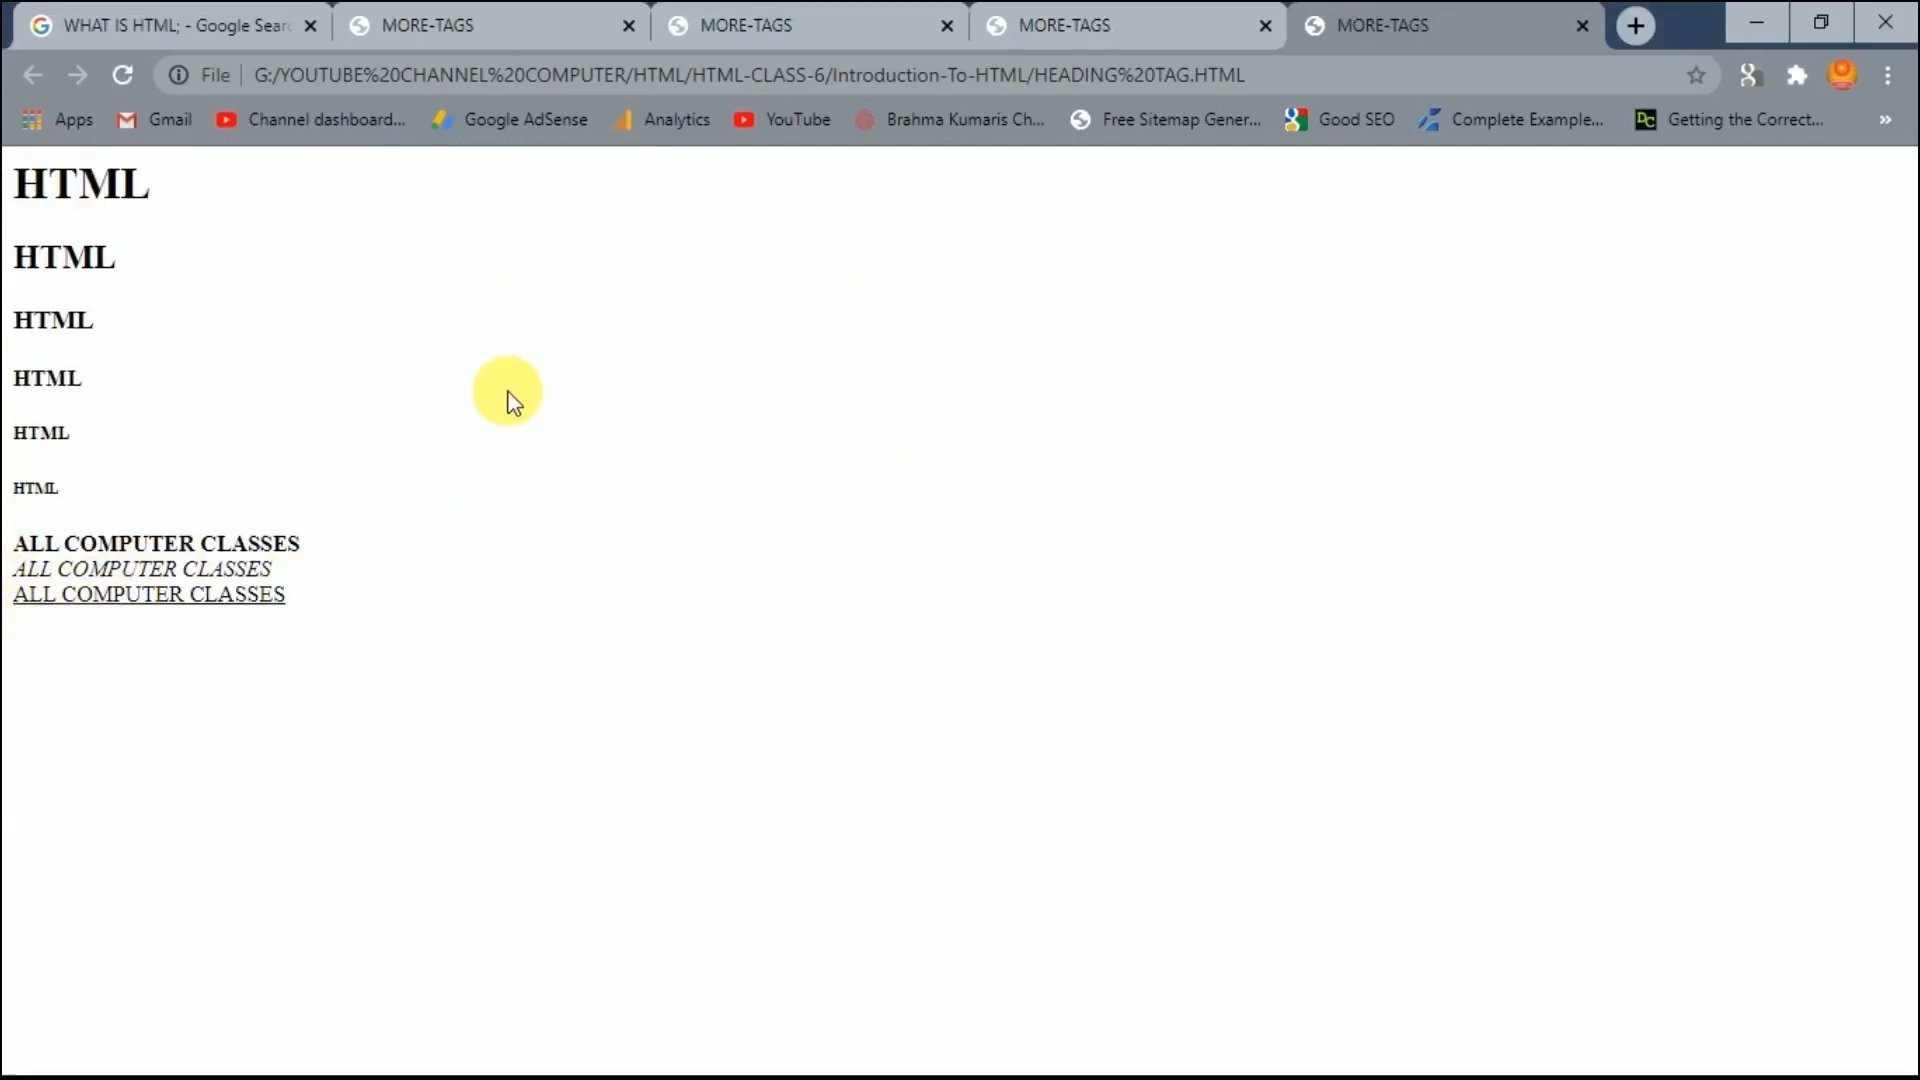 WHAT IS HTML; - Google Sear
MORE-TAGS
MORE-TAGS
MORE-TAGS
MORE-TAGS
File
G:/YOUTUBE%20CHANNEL%20COMPUTER/HTML/HTML-CLASS-6/Introduction-To-HTML/HEADING%20TAG.HTML
Apps
Gmail
Channel dashboard...
Google AdSense
Analytics
YouTube
Brahma Kumaris Ch...
Free Sitemap Gener...
Good SEO
Complete Example...
DC
Getting the Correct...
»
HTML
HTML
HTML
HTML
HTML
HTML
ALL COMPUTER CLASSES
ALL COMPUTER CLASSES
ALL COMPUTER CLASSES